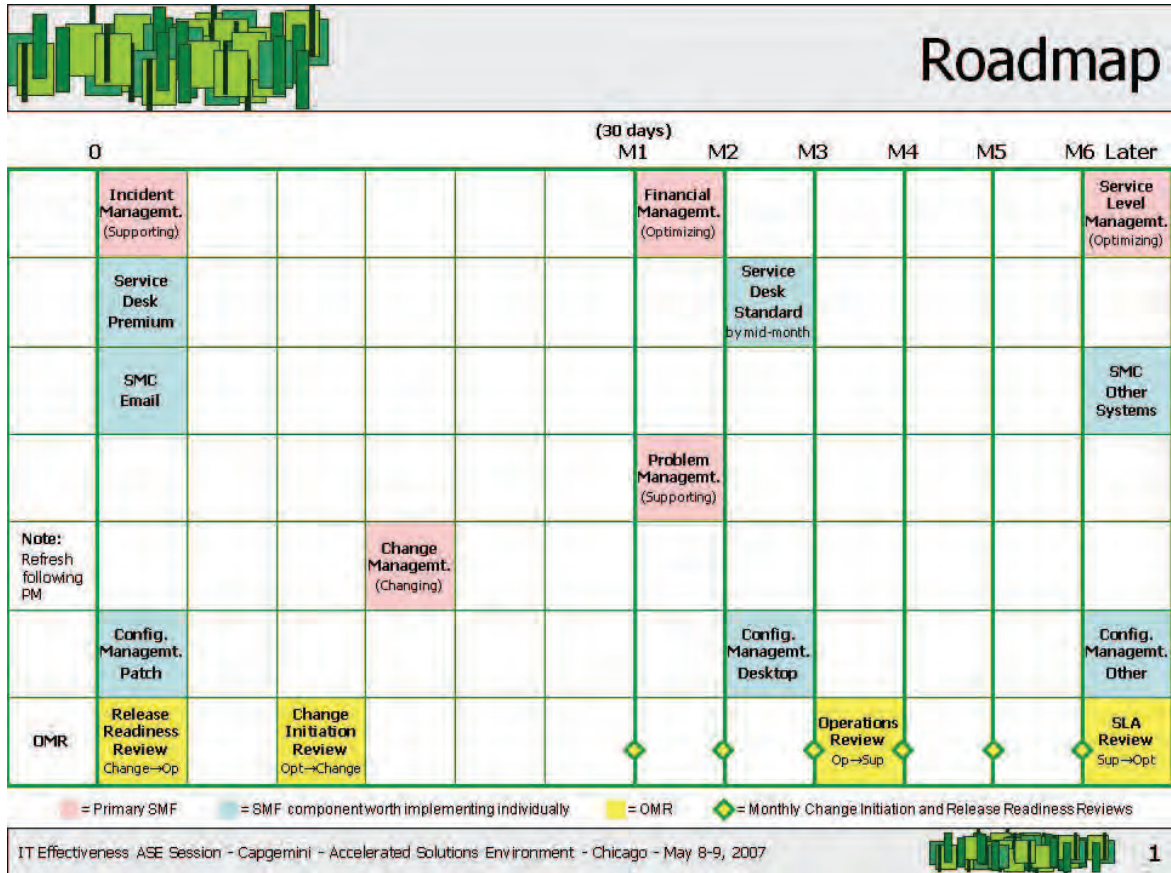 Roadmap
(30 days)
0 M1 M2 M3 M4 M5 M6 Later
Incident
Managemt.
(Supporting)
Financial
Managemt.
(Optimizing)
Service
Level
Managemt.
(Optimizing)
Service
Desk
Premium
Service
Desk
Standard
by mid-month
SMC
Email
SMC
Other
Systems
Problem
Managemt.
(Supporting)
Note:
Refresh
following
PM
Change
Managemt.
(Changing)
Config.
Managemt.
Patch
Config.
Managemt.
Desktop
Config.
Managemt.
Other
OMR
Release
Readiness
Review
Change→Op
Change
Initiation
Review
Opt→Change
Operations
Review
Op→Sup
SLA
Review
Sup→Opt
= Primary SMF = SMF component worth implementing individually = OMR = Monthly Change Initiation and Release Readiness Reviews
IT Effectiveness ASE Session - Capgemini - Accelerated Solutions Environment - Chicago - May 8-9, 2007 1